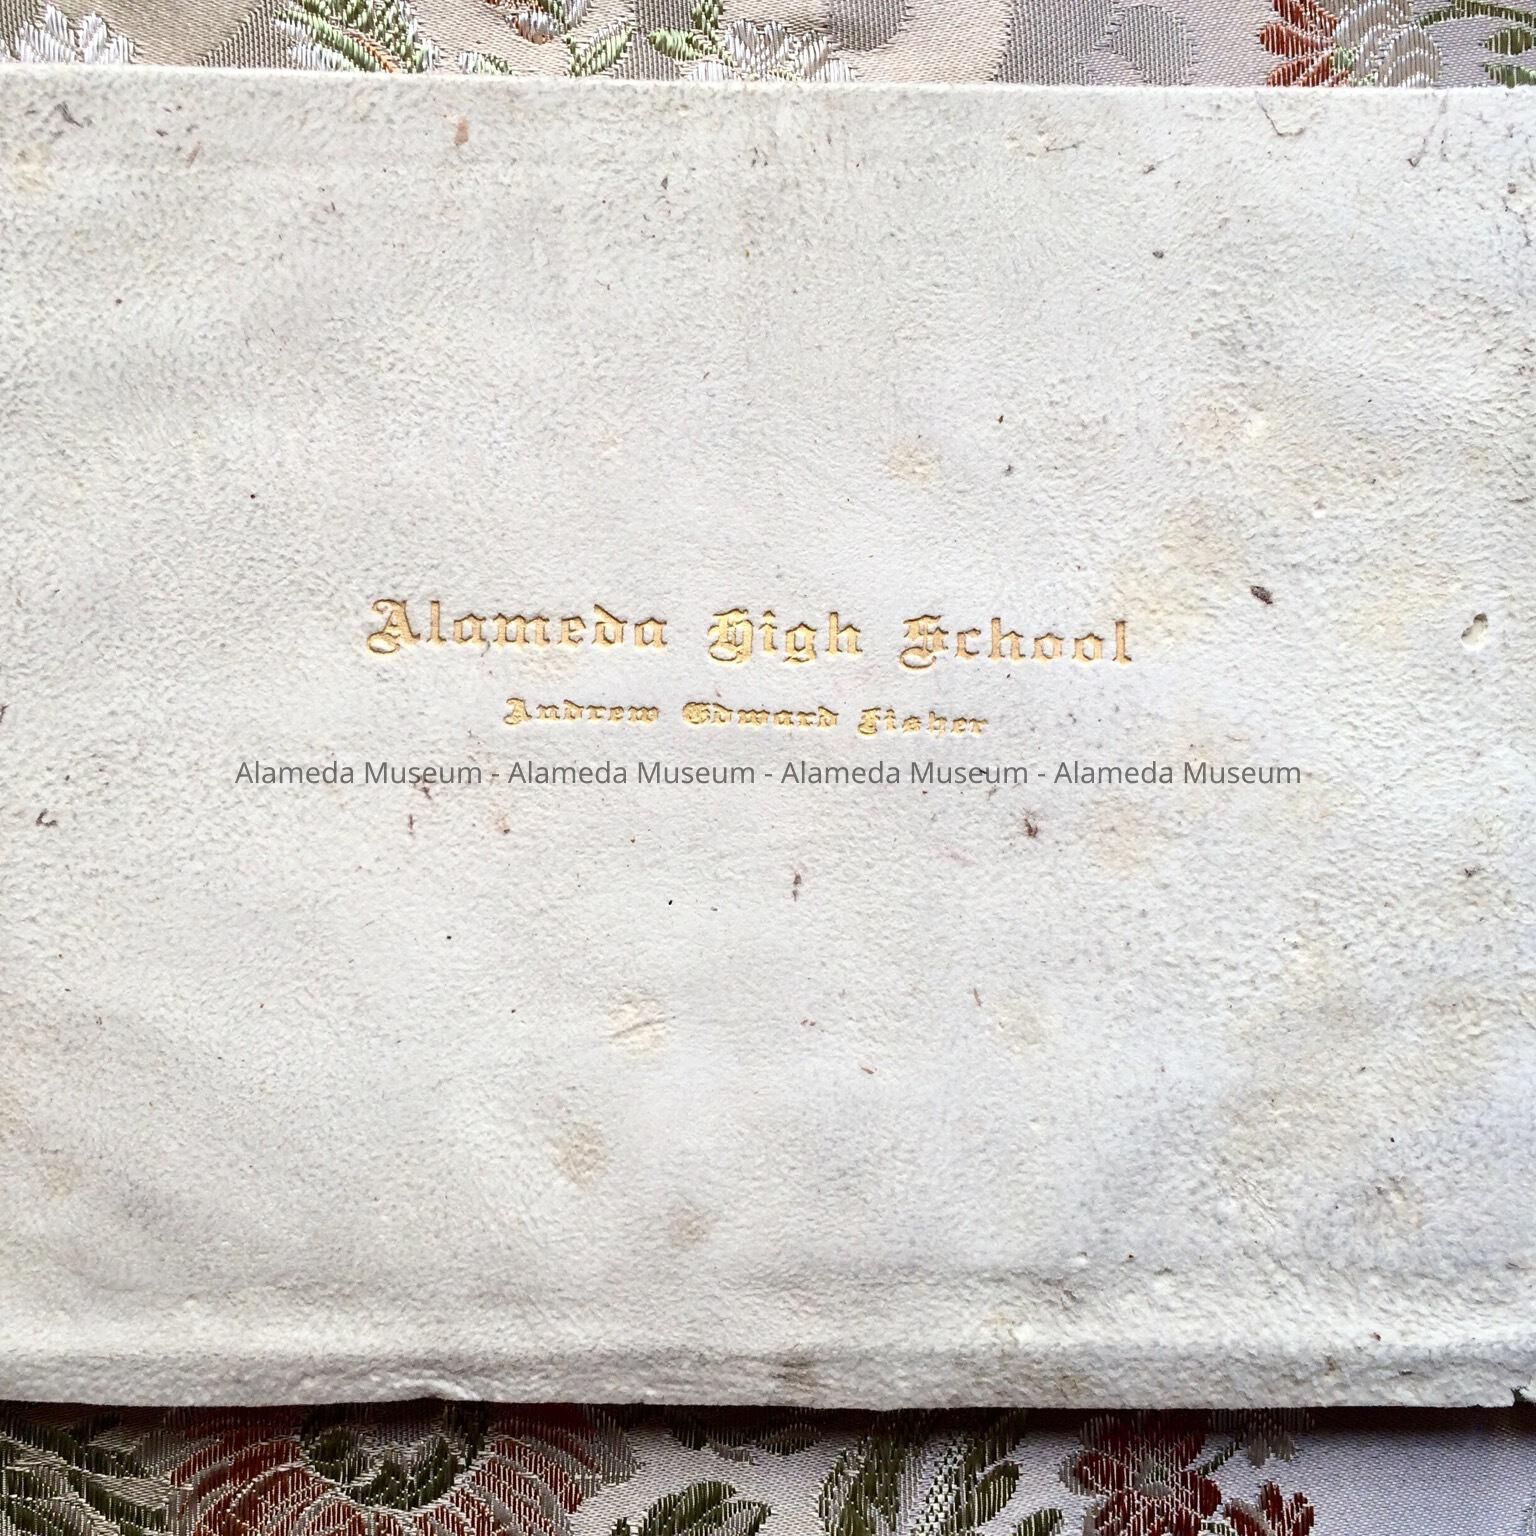 Alameda High School
Andrew Edward Fisher
Alameda Museum - Alameda Museum - Alameda Museum - Alameda Museum